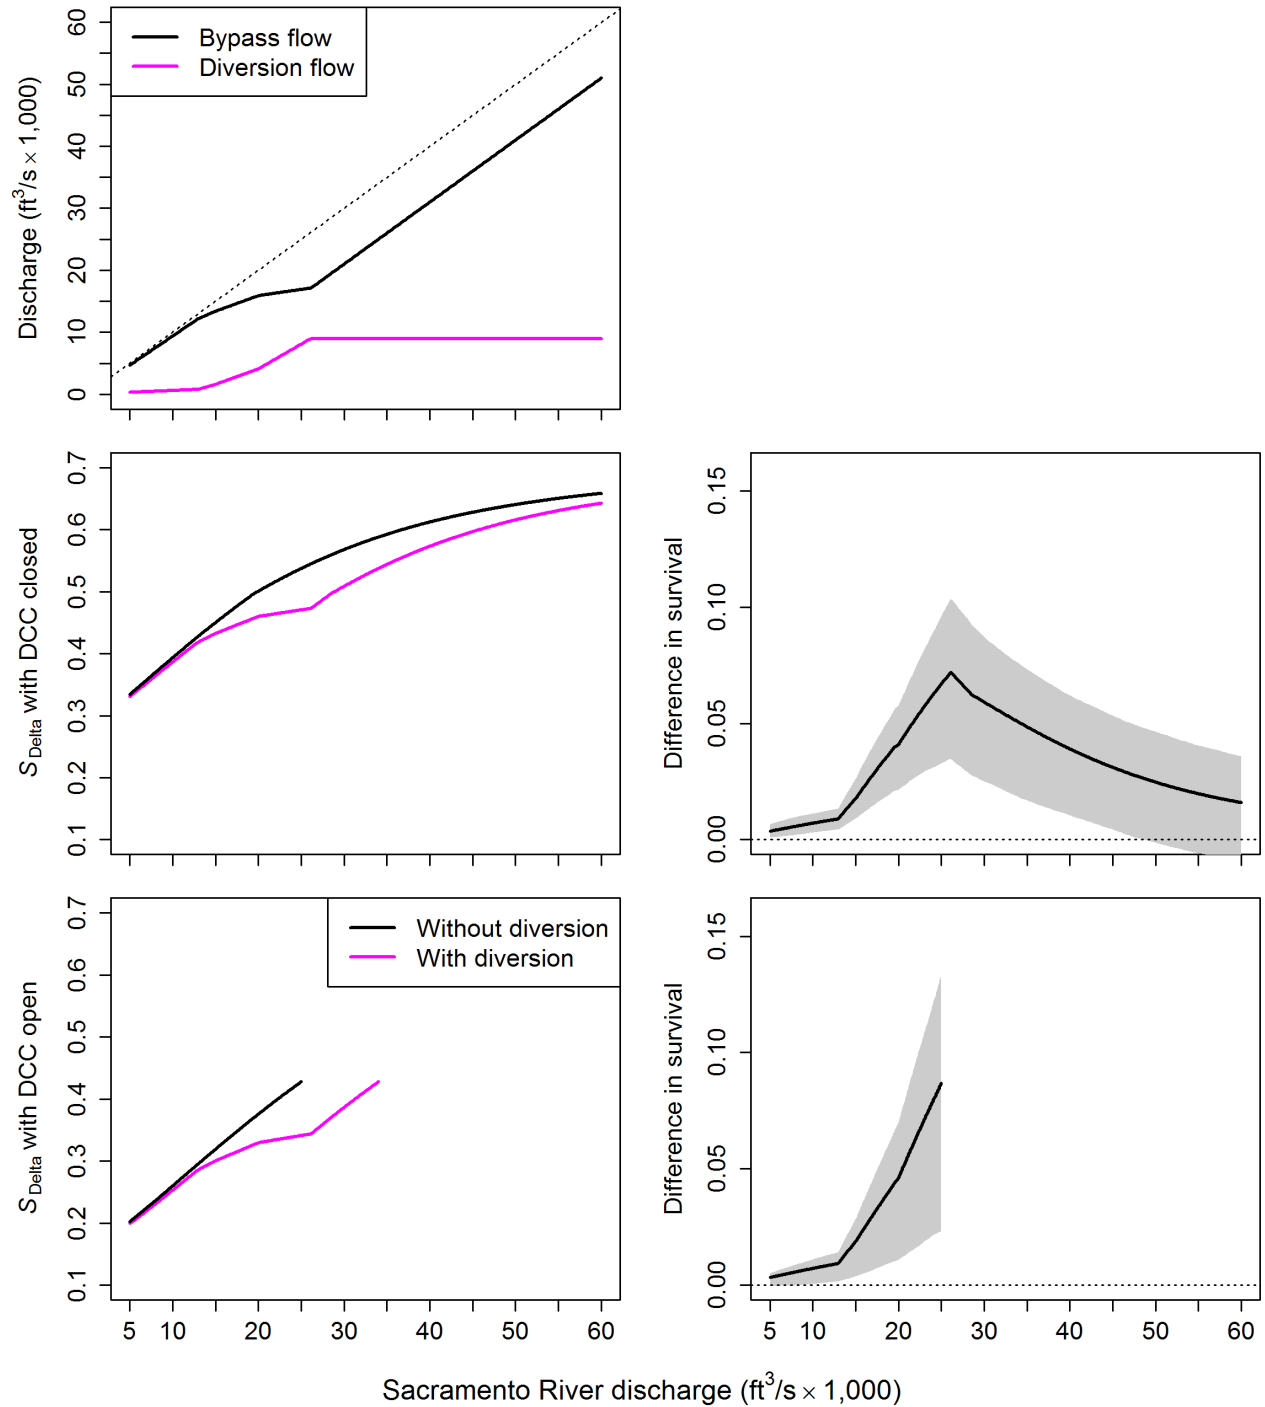 Discharge (ft³/s × 1,000)
60
50
40
30
20
10
0
Bypass flow
Diversion flow
S_Delta with DCC closed
0.7
0.6
0.5
0.4
0.3
0.2
0.1
Difference in survival
0.15
0.10
0.05
0.00
S_Delta with DCC open
0.7
0.6
0.5
0.4
0.3
0.2
0.1
Without diversion
With diversion
5 10 20 30 40 50 60
Difference in survival
0.15
0.10
0.05
0.00
5 10 20 30 40 50 60
Sacramento River discharge (ft³/s × 1,000)